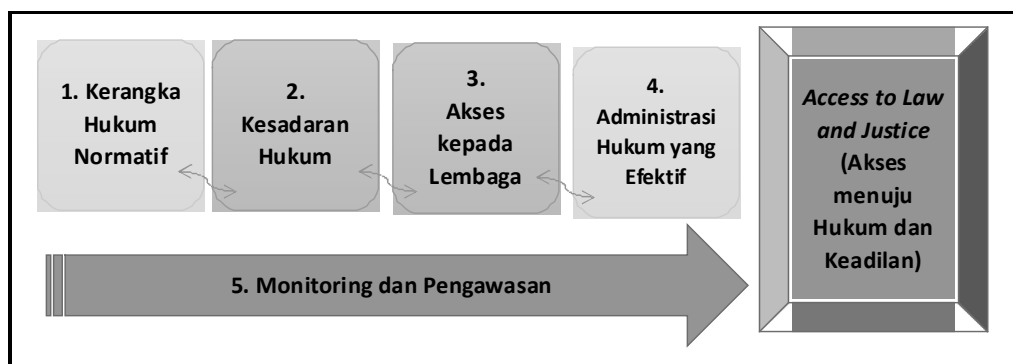 1. Kerangka
Hukum
Normatif
2.
Kesadaran
Hukum
3.
Akses
kepada
Lembaga
4.
Administrasi
Hukum yang
Efektif
Access to Law
and Justice
(Akses
menuju
Hukum dan
Keadilan)
5. Monitoring dan Pengawasan